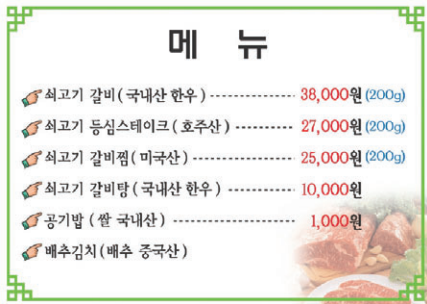 메 뉴
쇠고기 갈비(국내산 한우) ---------------- 38,000원(200g)
쇠고기 등심스테이크(호주산) ----------- 27,000원(200g)
쇠고기 갈비찜(미국산) ------------------- 25,000원(200g)
쇠고기 갈비탕(국내산 한우) ------------- 10,000원
공기밥 (쌀 국내산) ----------------------- 1,000원
배추김치(배추 중국산)